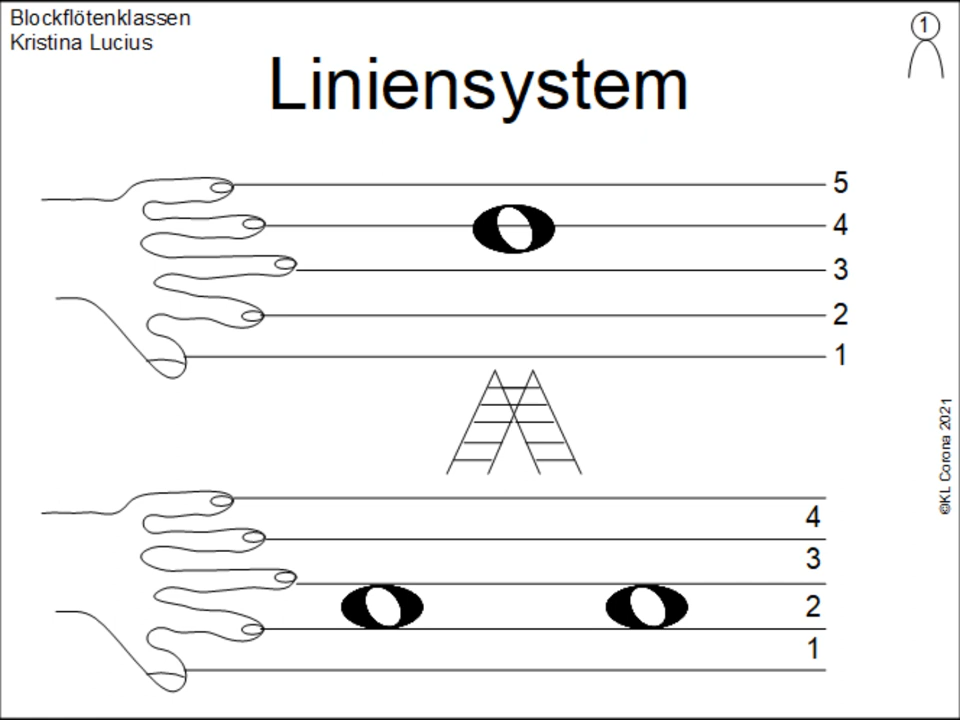 Blockflötenklassen
Kristina Lucius
1
Liniensystem
5
4
3
2
1
©KL Corona 2021
4
3
2
1